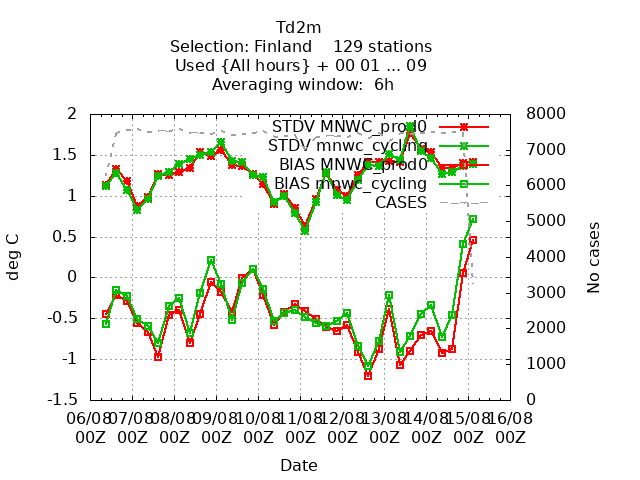 Td2m
Selection: Finland    129 stations
Used {All hours} + 00 01 ... 09
Averaging window:  6h
STDV MNWC_prod0
STDV mnwc_cycling
BIAS MNWC_prod0
BIAS mnwc_cycling
CASES
deg C
2
1.5
1
0.5
0
-0.5
-1
-1.5
No cases
8000
7000
6000
5000
4000
3000
2000
1000
0
06/08 07/08 08/08 09/08 10/08 11/08 12/08 13/08 14/08 15/08 16/08
00Z 00Z 00Z 00Z 00Z 00Z 00Z 00Z 00Z 00Z 00Z
Date